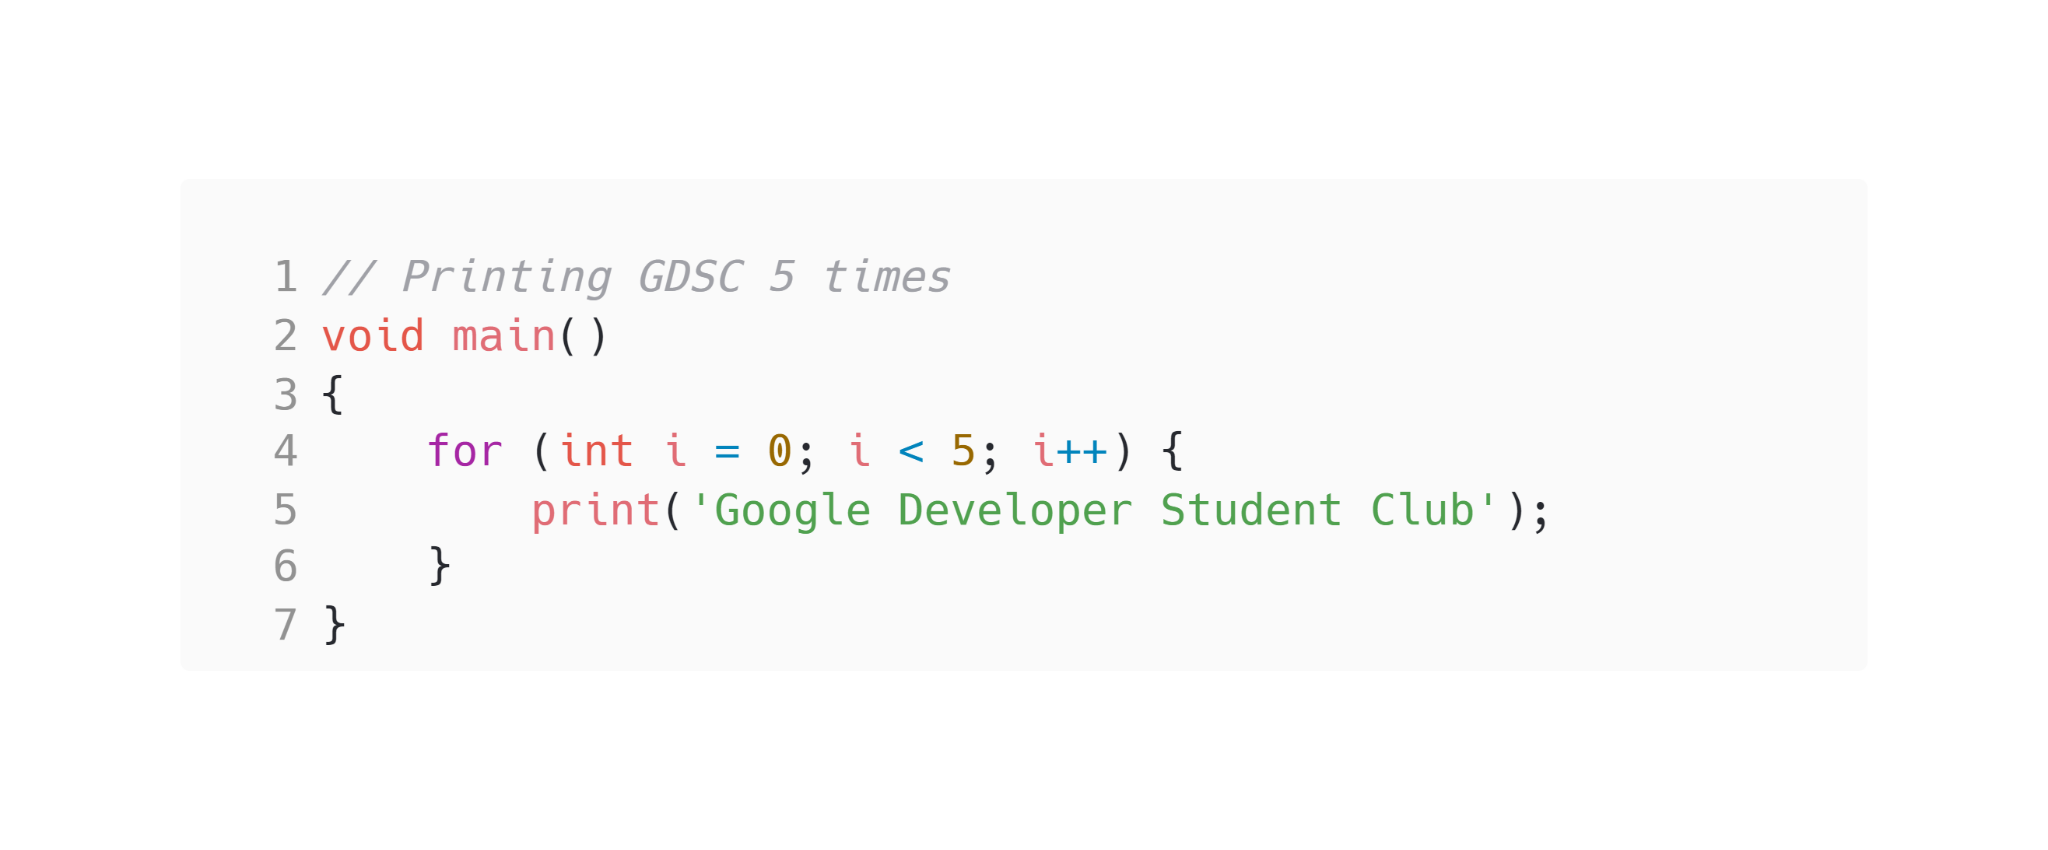 1 // Printing GDSC 5 times
2 void main()
3 {
4     for (int i = 0; i < 5; i++) {
5         print('Google Developer Student Club');
6     }
7 }